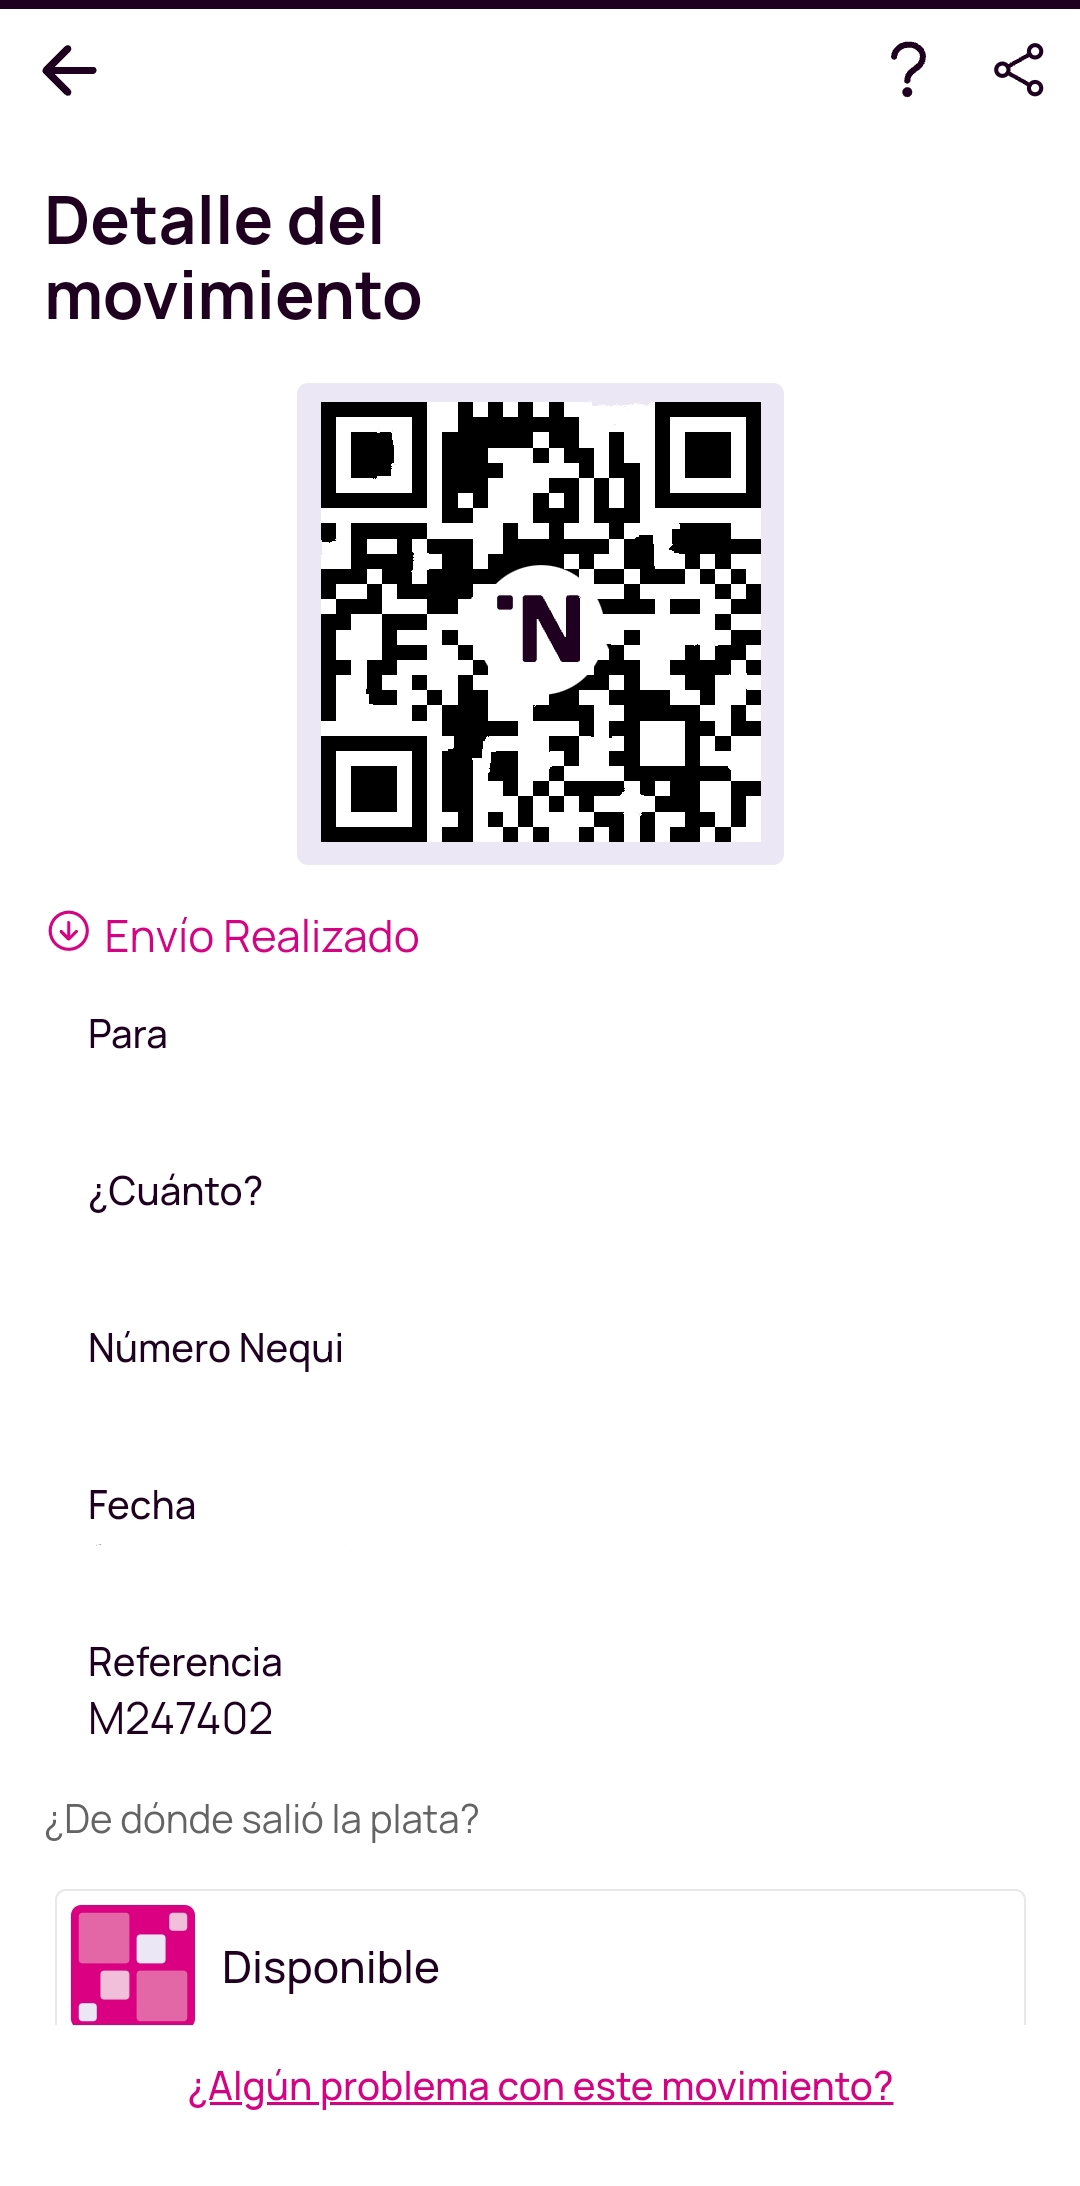 Detalle del
movimiento
N
Envío Realizado
Para
¿Cuánto?
Número Nequi
Fecha
Referencia
M247402
¿De dónde salió la plata?
Disponible
¿Algún problema con este movimiento?